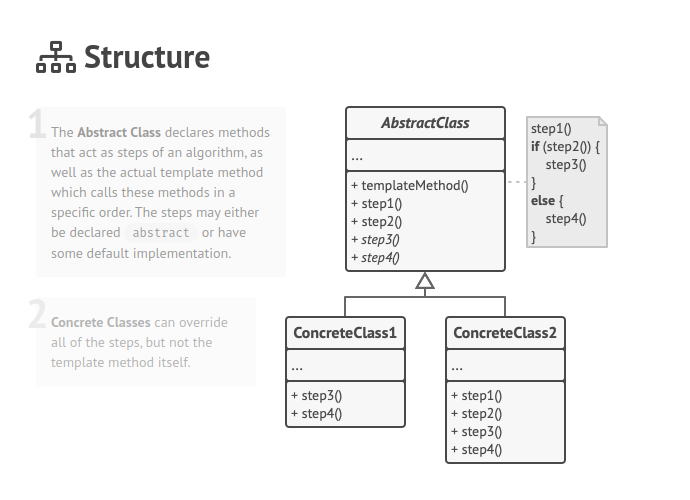 Structure
1
The Abstract Class declares methods
that act as steps of an algorithm, as
well as the actual template method
which calls these methods in a
specific order. The steps may either
be declared abstract or have
some default implementation.
2
Concrete Classes can override
all of the steps, but not the
template method itself.
AbstractClass
...
+ templateMethod()
+ step1()
+ step2()
+ step3()
+ step4()
step1()
if (step2()) {
step3()
}
else {
step4()
}
ConcreteClass1
...
+ step3()
+ step4()
ConcreteClass2
...
+ step1()
+ step2()
+ step3()
+ step4()